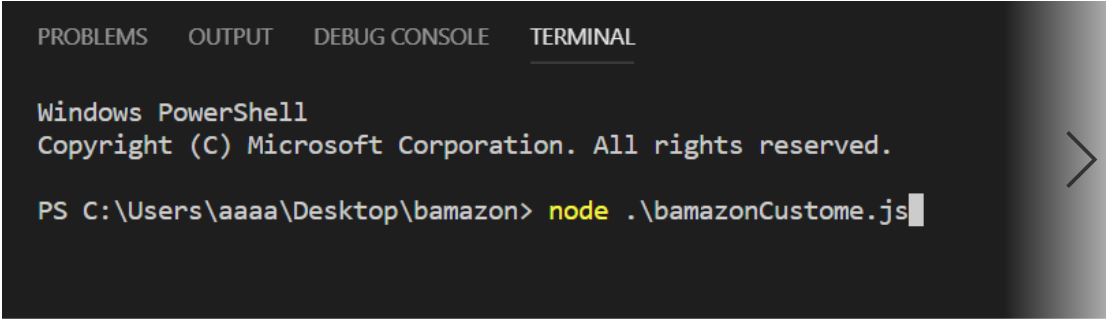 PROBLEMS OUTPUT DEBUG CONSOLE TERMINAL
Windows PowerShell
Copyright (C) Microsoft Corporation. All rights reserved.
PS C:\Users\aaaa\Desktop\bamazon> node .\bamazonCustome.js